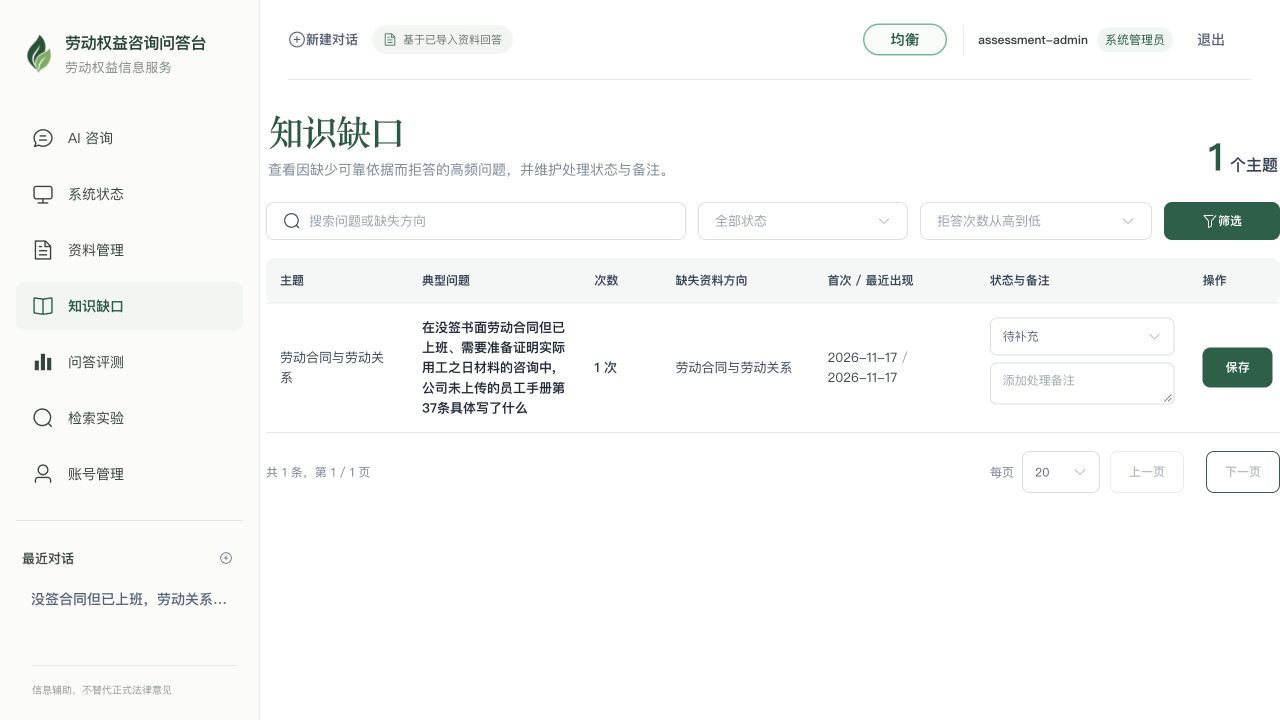 劳动权益咨询问答台
劳动权益信息服务
AI 咨询
系统状态
资料管理
知识缺口
问答评测
检索实验
账号管理
最近对话
没签合同但已上班，劳动关系…
信息辅助，不替代正式法律意见
新建对话
基于已导入资料回答
均衡
assessment-admin
系统管理员
退出
知识缺口
查看因缺少可靠依据而拒答的高频问题，并维护处理状态与备注。
1 个主题
搜索问题或缺失方向
全部状态
拒答次数从高到低
筛选
主题
典型问题
次数
缺失资料方向
首次 / 最近出现
状态与备注
操作
劳动合同与劳动关
系
在没签书面劳动合同但已
上班、需要准备证明实际
用工之日材料的咨询中，
公司未上传的员工手册第
37条具体写了什么
1 次
劳动合同与劳动关系
2026-11-17 /
2026-11-17
待补充
添加处理备注
保存
共 1 条，第 1 / 1 页
每页
20
上一页
下一页